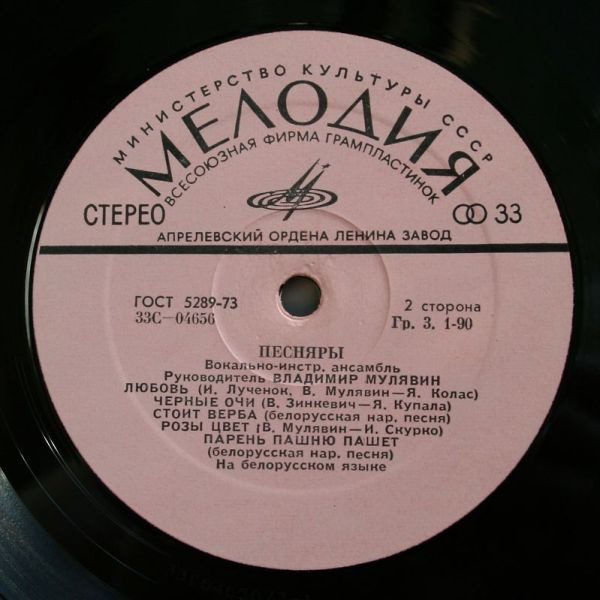 МИНИСТЕРСТВО КУЛЬТУРЫ СССР
МЕЛОДИЯ
ВСЕСОЮЗНАЯ ФИРМА ГРАМПЛАСТИНОК
СТЕРЕО 33
АПРЕЛЕВСКИЙ ОРДЕНА ЛЕНИНА ЗАВОД
ГОСТ 5289-73 2 сторона
33С—04656 Гр. 3. 1-90
ПЕСНЯРЫ
Вокально-инстр. ансамбль
Руководитель ВЛАДИМИР МУЛЯВИН
ЛЮБОВЬ (И. Лученок, В. Мулявин—Я. Колас)
ЧЕРНЫЕ ОЧИ (В. Зинкевич—Я. Купала)
СТОИТ ВЕРБА (белорусская нар. песня)
РОЗЫ ЦВЕТ (В. Мулявин—И. Скурко)
ПАРЕНЬ ПАШНЮ ПАШЕТ
(белорусская нар. песня)
На белорусском языке